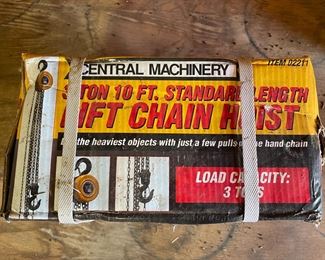 CENTRAL MACHINERY
ITEM 02211
TON 10 FT. STANDARD LENGTH
LIFT CHAIN HOIST
the heaviest objects with just a few pulls of the hand chain
LOAD CAPACITY:
3 TONS